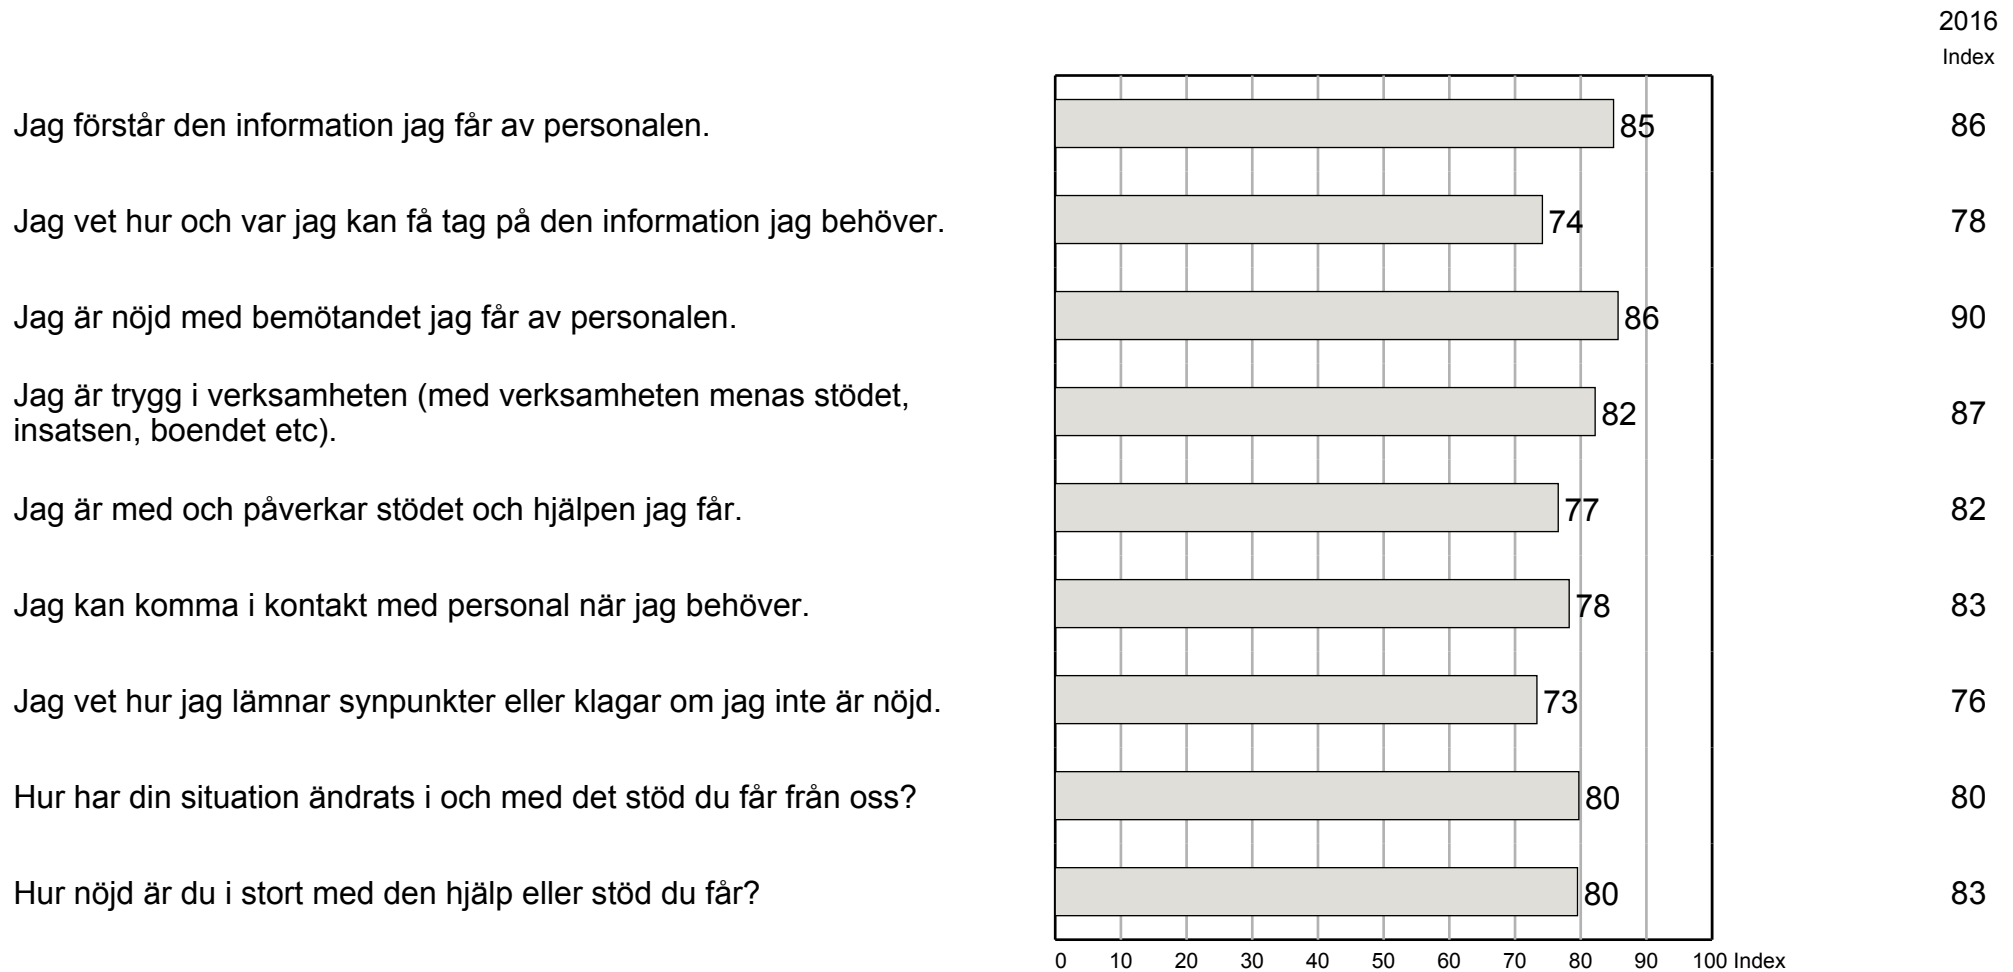 2016
Index
Jag förstår den information jag får av personalen. 85 86
Jag vet hur och var jag kan få tag på den information jag behöver. 74 78
Jag är nöjd med bemötandet jag får av personalen. 86 90
Jag är trygg i verksamheten (med verksamheten menas stödet,
insatsen, boendet etc). 82 87
Jag är med och påverkar stödet och hjälpen jag får. 77 82
Jag kan komma i kontakt med personal när jag behöver. 78 83
Jag vet hur jag lämnar synpunkter eller klagar om jag inte är nöjd. 73 76
Hur har din situation ändrats i och med det stöd du får från oss? 80 80
Hur nöjd är du i stort med den hjälp eller stöd du får? 80 83
0 10 20 30 40 50 60 70 80 90 100 Index